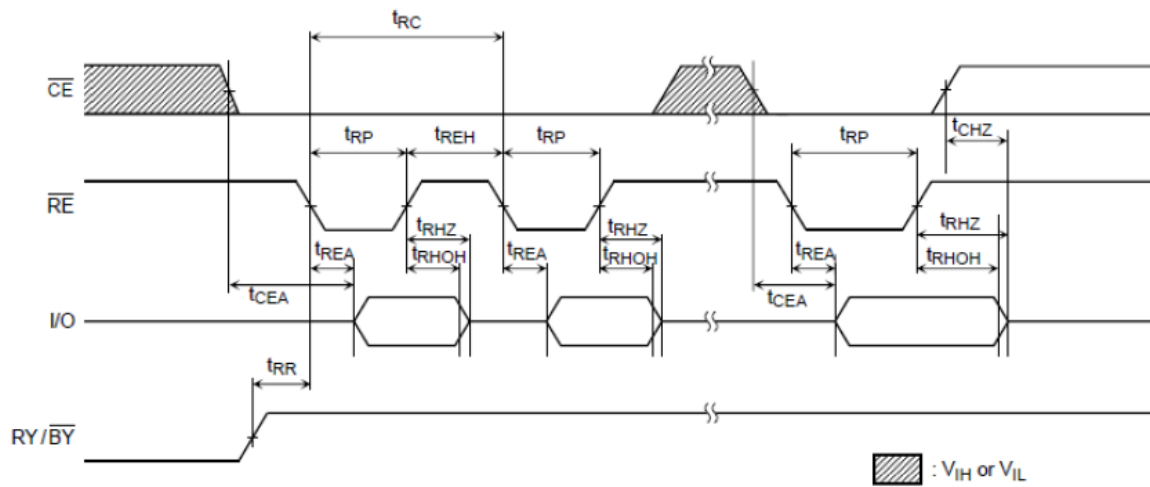 tRC
CE
tCHZ
tRP tREH tRP tRP
RE
tRHZ tRHZ tRHZ
tREA tRHOH tREA tRHOH tREA tRHOH
tCEA tCEA
I/O
tRR
RY/BY
: VIH or VIL